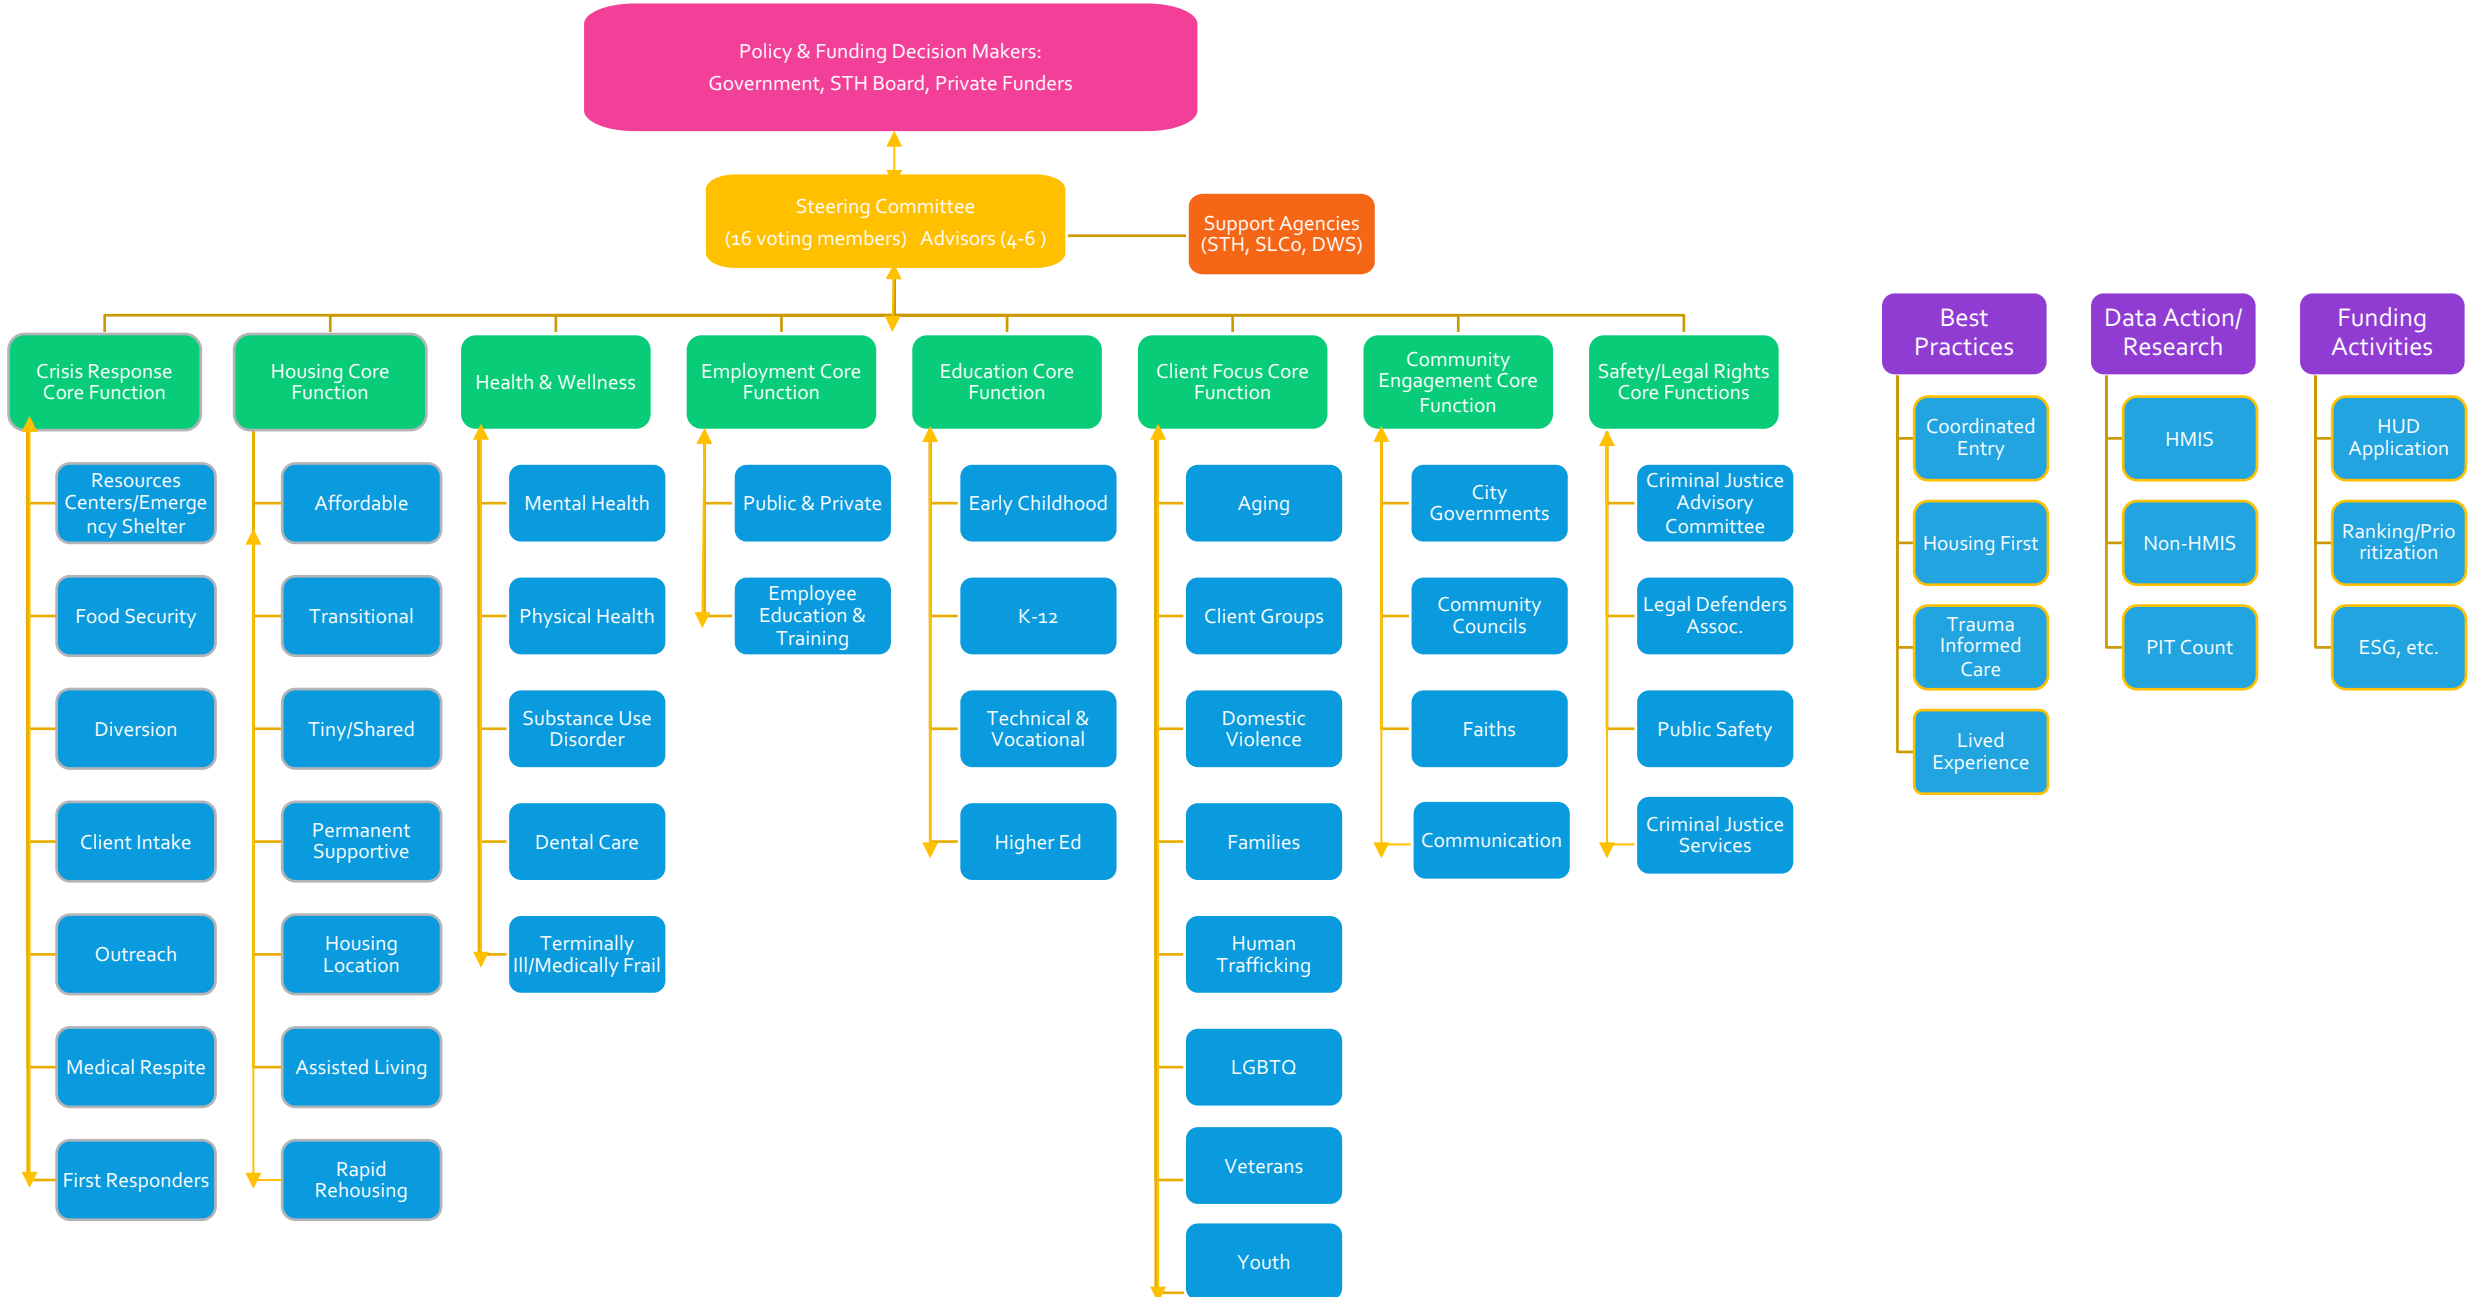 Policy & Funding Decision Makers:
Government, STH Board, Private Funders
Steering Committee
(16 voting members)   Advisors (4-6 )
Support Agencies
(STH, SLCo, DWS)
Crisis Response
Core Function
Resources
Centers/Emerge
ncy Shelter
Food Security
Diversion
Client Intake
Outreach
Medical Respite
First Responders
Housing Core
Function
Affordable
Transitional
Tiny/Shared
Permanent
Supportive
Housing
Location
Assisted Living
Rapid
Rehousing
Health & Wellness
Mental Health
Physical Health
Substance Use
Disorder
Dental Care
Terminally
Ill/Medically Frail
Employment Core
Function
Public & Private
Employee
Education &
Training
Education Core
Function
Early Childhood
K-12
Technical &
Vocational
Higher Ed
Client Focus Core
Function
Aging
Client Groups
Domestic
Violence
Families
Human
Trafficking
LGBTQ
Veterans
Youth
Community
Engagement Core
Function
City
Governments
Community
Councils
Faiths
Communication
Safety/Legal Rights
Core Functions
Criminal Justice
Advisory
Committee
Legal Defenders
Assoc.
Public Safety
Criminal Justice
Services
Best
Practices
Coordinated
Entry
Housing First
Trauma
Informed
Care
Lived
Experience
Data Action/
Research
HMIS
Non-HMIS
PIT Count
Funding
Activities
HUD
Application
Ranking/Prio
ritization
ESG, etc.